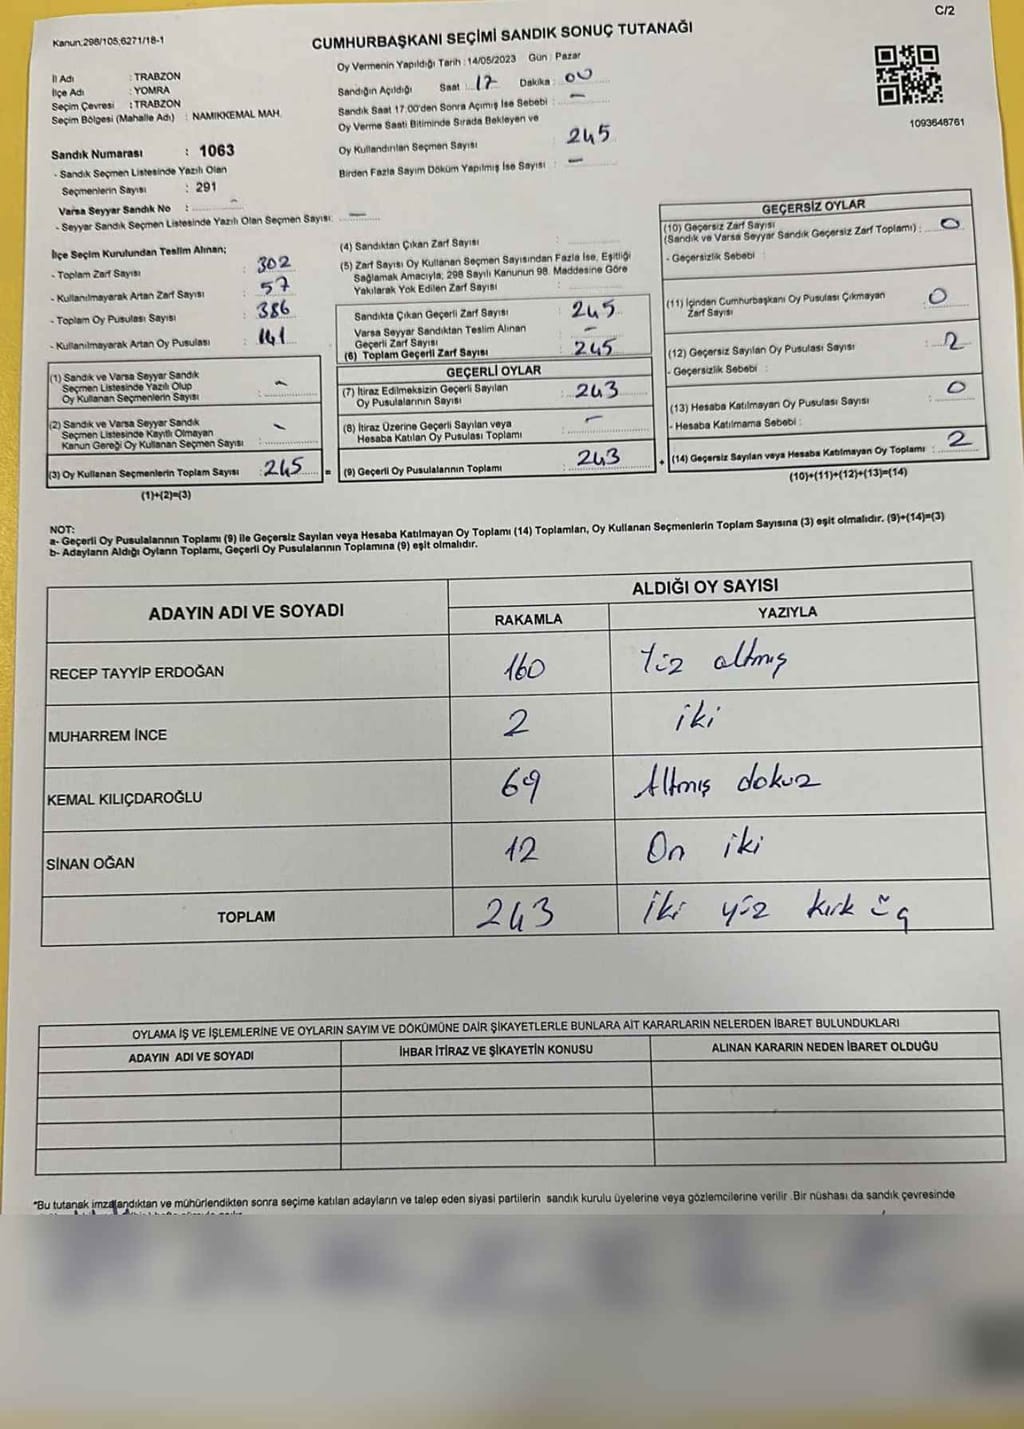 C/2
Kanun:298/105,6271/18-1
CUMHURBAŞKANI SEÇİMİ SANDIK SONUÇ TUTANAĞI
İl Adı : TRABZON
İlçe Adı : YOMRA
Seçim Çevresi : TRABZON
Seçim Bölgesi (Mahalle Adı) : NAMIKKEMAL MAH.
Sandık Numarası : 1063
- Sandık Seçmen Listesinde Yazılı Olan
Seçmenlerin Sayısı : 291
Varsa Seyyar Sandık No : -
- Seyyar Sandık Seçmen Listesinde Yazılı Olan Seçmen Sayısı: -
Oy Vermenin Yapıldığı Tarih : 14/05/2023 Gün : Pazar
Sandığın Açıldığı Saat : 17 Dakika : 00
Sandık Saat 17:00'den Sonra Açımış İse Sebebi : -
Oy Verme Saati Bitiminde Sırada Bekleyen ve
Oy Kullandırılan Seçmen Sayısı : 245
Birden Fazla Sayım Döküm Yapılmış İse Sayısı : -
1093648761
İlçe Seçim Kurulundan Teslim Alınan;
- Toplam Zarf Sayısı : 302
- Kullanılmayarak Artan Zarf Sayısı : 57
- Toplam Oy Pusulası Sayısı : 386
- Kullanılmayarak Artan Oy Pusulası : 141
(1) Sandık ve Varsa Seyyar Sandık
Seçmen Listesinde Yazılı Olup
Oy Kullanan Seçmenlerin Sayısı : -
(2) Sandık ve Varsa Seyyar Sandık
Seçmen Listesinde Kayıtlı Olmayan
Kanun Gereği Oy Kullanan Seçmen Sayısı : -
(3) Oy Kullanan Seçmenlerin Toplam Sayısı : 245 =
(1)+(2)=(3)
(4) Sandıktan Çıkan Zarf Sayısı :
(5) Zarf Sayısı Oy Kullanan Seçmen Sayısından Fazla İse, Eşitliği
Sağlamak Amacıyla, 298 Sayılı Kanunun 98. Maddesine Göre
Yakılarak Yok Edilen Zarf Sayısı :
Sandıkta Çıkan Geçerli Zarf Sayısı : 245
Varsa Seyyar Sandıktan Teslim Alınan
Geçerli Zarf Sayısı : -
(6) Toplam Geçerli Zarf Sayısı : 245
GEÇERLİ OYLAR
(7) İtiraz Edilmeksizin Geçerli Sayılan
Oy Pusulalarının Sayısı : 243
(8) İtiraz Üzerine Geçerli Sayılan veya
Hesaba Katılan Oy Pusulası Toplamı : -
(9) Geçerli Oy Pusulalarının Toplamı : 243 +
GEÇERSİZ OYLAR
(10) Geçersiz Zarf Sayısı
(Sandık ve Varsa Seyyar Sandık Geçersiz Zarf Toplamı) : 0
- Geçersizlik Sebebi :
(11) İçinden Cumhurbaşkanı Oy Pusulası Çıkmayan
Zarf Sayısı : 0
(12) Geçersiz Sayılan Oy Pusulası Sayısı : 2
- Geçersizlik Sebebi :
(13) Hesaba Katılmayan Oy Pusulası Sayısı : 0
- Hesaba Katılmama Sebebi :
(14) Geçersiz Sayılan veya Hesaba Katılmayan Oy Toplamı : 2
(10)+(11)+(12)+(13)=(14)
NOT:
a- Geçerli Oy Pusulalarının Toplamı (9) ile Geçersiz Sayılan veya Hesaba Katılmayan Oy Toplamı (14) Toplamları, Oy Kullanan Seçmenlerin Toplam Sayısına (3) eşit olmalıdır. (9)+(14)=(3)
b- Adayların Aldığı Oyların Toplamı, Geçerli Oy Pusulalarının Toplamına (9) eşit olmalıdır.
ADAYIN ADI VE SOYADI ALDIĞI OY SAYISI
RAKAMLA YAZIYLA
RECEP TAYYİP ERDOĞAN 160 Yüz altmış
MUHARREM İNCE 2 iki
KEMAL KILIÇDAROĞLU 69 Altmış dokuz
SİNAN OĞAN 12 On iki
TOPLAM 243 iki yüz kırk üç
OYLAMA İŞ VE İŞLEMLERİNE VE OYLARIN SAYIM VE DÖKÜMÜNE DAİR ŞİKAYETLERLE BUNLARA AİT KARARLARIN NELERDEN İBARET BULUNDUKLARI
ADAYIN ADI VE SOYADI İHBAR İTİRAZ VE ŞİKAYETİN KONUSU ALINAN KARARIN NEDEN İBARET OLDUĞU
*Bu tutanak imzalandıktan ve mühürlendikten sonra seçime katılan adayların ve talep eden siyasi partilerin sandık kurulu üyelerine veya gözlemcilerine verilir .Bir nüshası da sandık çevresinde